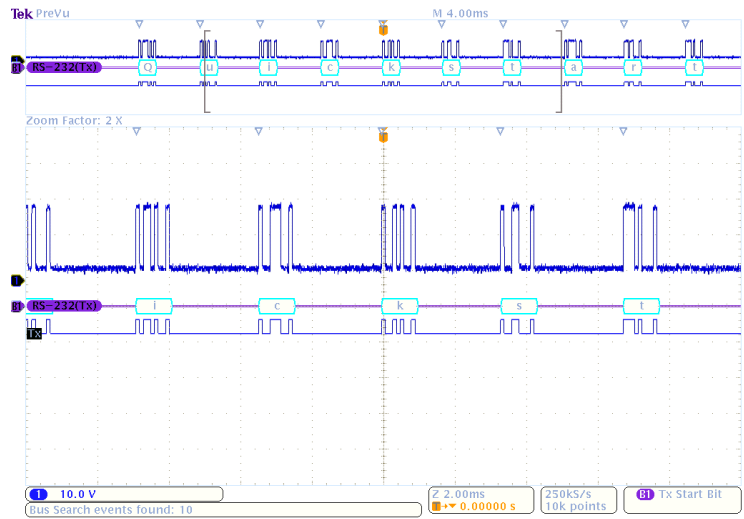 Tek PreVu M 4.00ms
B1 RS-232(Tx) Q u i c k s t a r t
Zoom Factor: 2 X
1
B1 RS-232(Tx) i c k s t
Tx
1 10.0 V Z 2.00ms 250kS/s B1 Tx Start Bit
0.00000 s 10k points
Bus Search events found: 10